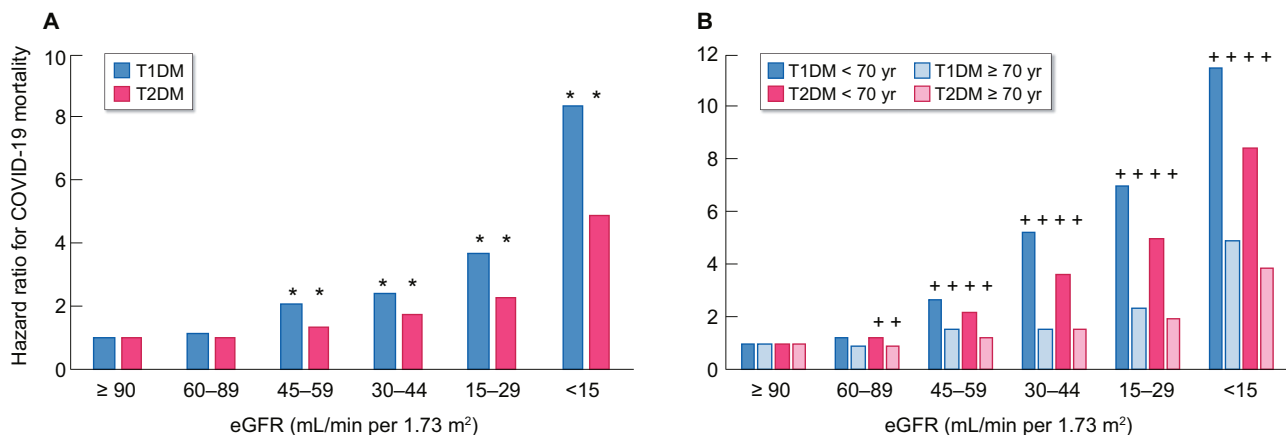 A
Hazard ratio for COVID-19 mortality
10
8
6
4
2
0
T1DM
T2DM
* *
* *
* *
* *
≥ 90 60–89 45–59 30–44 15–29 <15
eGFR (mL/min per 1.73 m²)
B
12
10
8
6
4
2
0
T1DM < 70 yr T1DM ≥ 70 yr
T2DM < 70 yr T2DM ≥ 70 yr
+ +
+ + + +
+ + + +
+ + + +
+ + + +
≥ 90 60–89 45–59 30–44 15–29 <15
eGFR (mL/min per 1.73 m²)